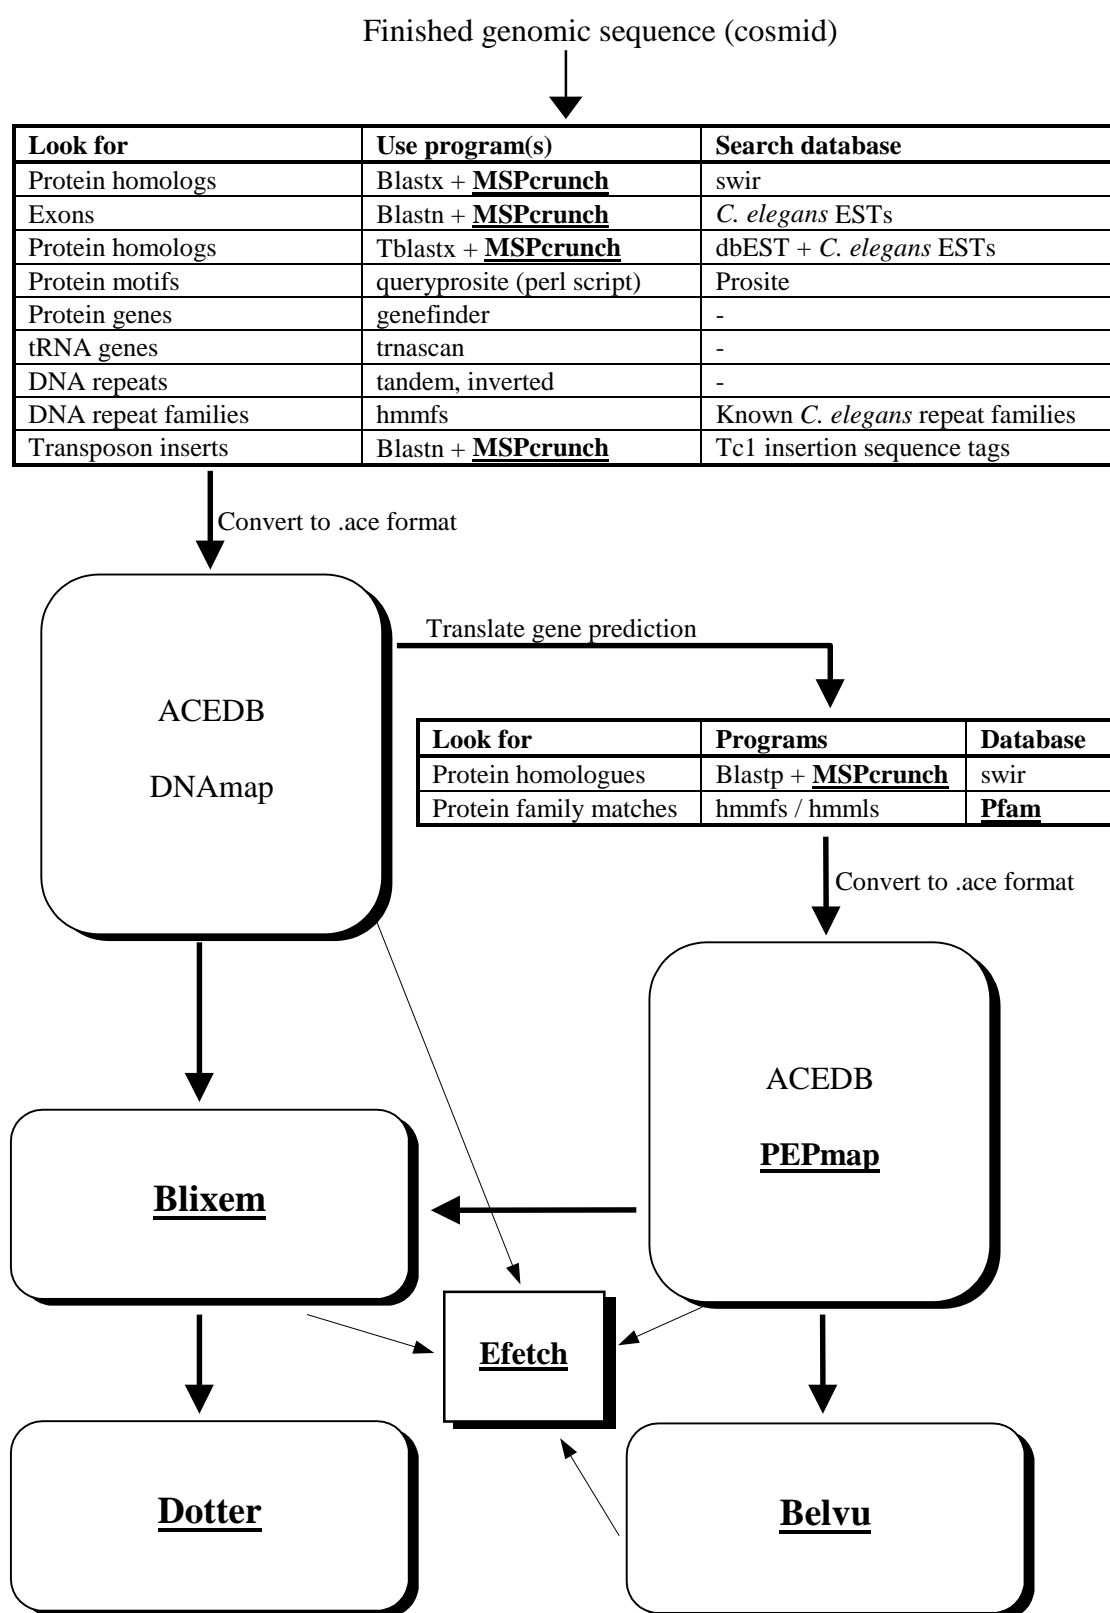 Finished genomic sequence (cosmid)
Look for Use program(s) Search database
Protein homologs Blastx + MSPcrunch swir
Exons Blastn + MSPcrunch C. elegans ESTs
Protein homologs Tblastx + MSPcrunch dbEST + C. elegans ESTs
Protein motifs queryprosite (perl script) Prosite
Protein genes genefinder -
tRNA genes trnascan -
DNA repeats tandem, inverted -
DNA repeat families hmmfs Known C. elegans repeat families
Transposon inserts Blastn + MSPcrunch Tc1 insertion sequence tags
Convert to .ace format
Translate gene prediction
ACEDB
DNAmap
Look for Programs Database
Protein homologues Blastp + MSPcrunch swir
Protein family matches hmmfs / hmmls Pfam
Convert to .ace format
ACEDB
PEPmap
Blixem
Efetch
Dotter
Belvu